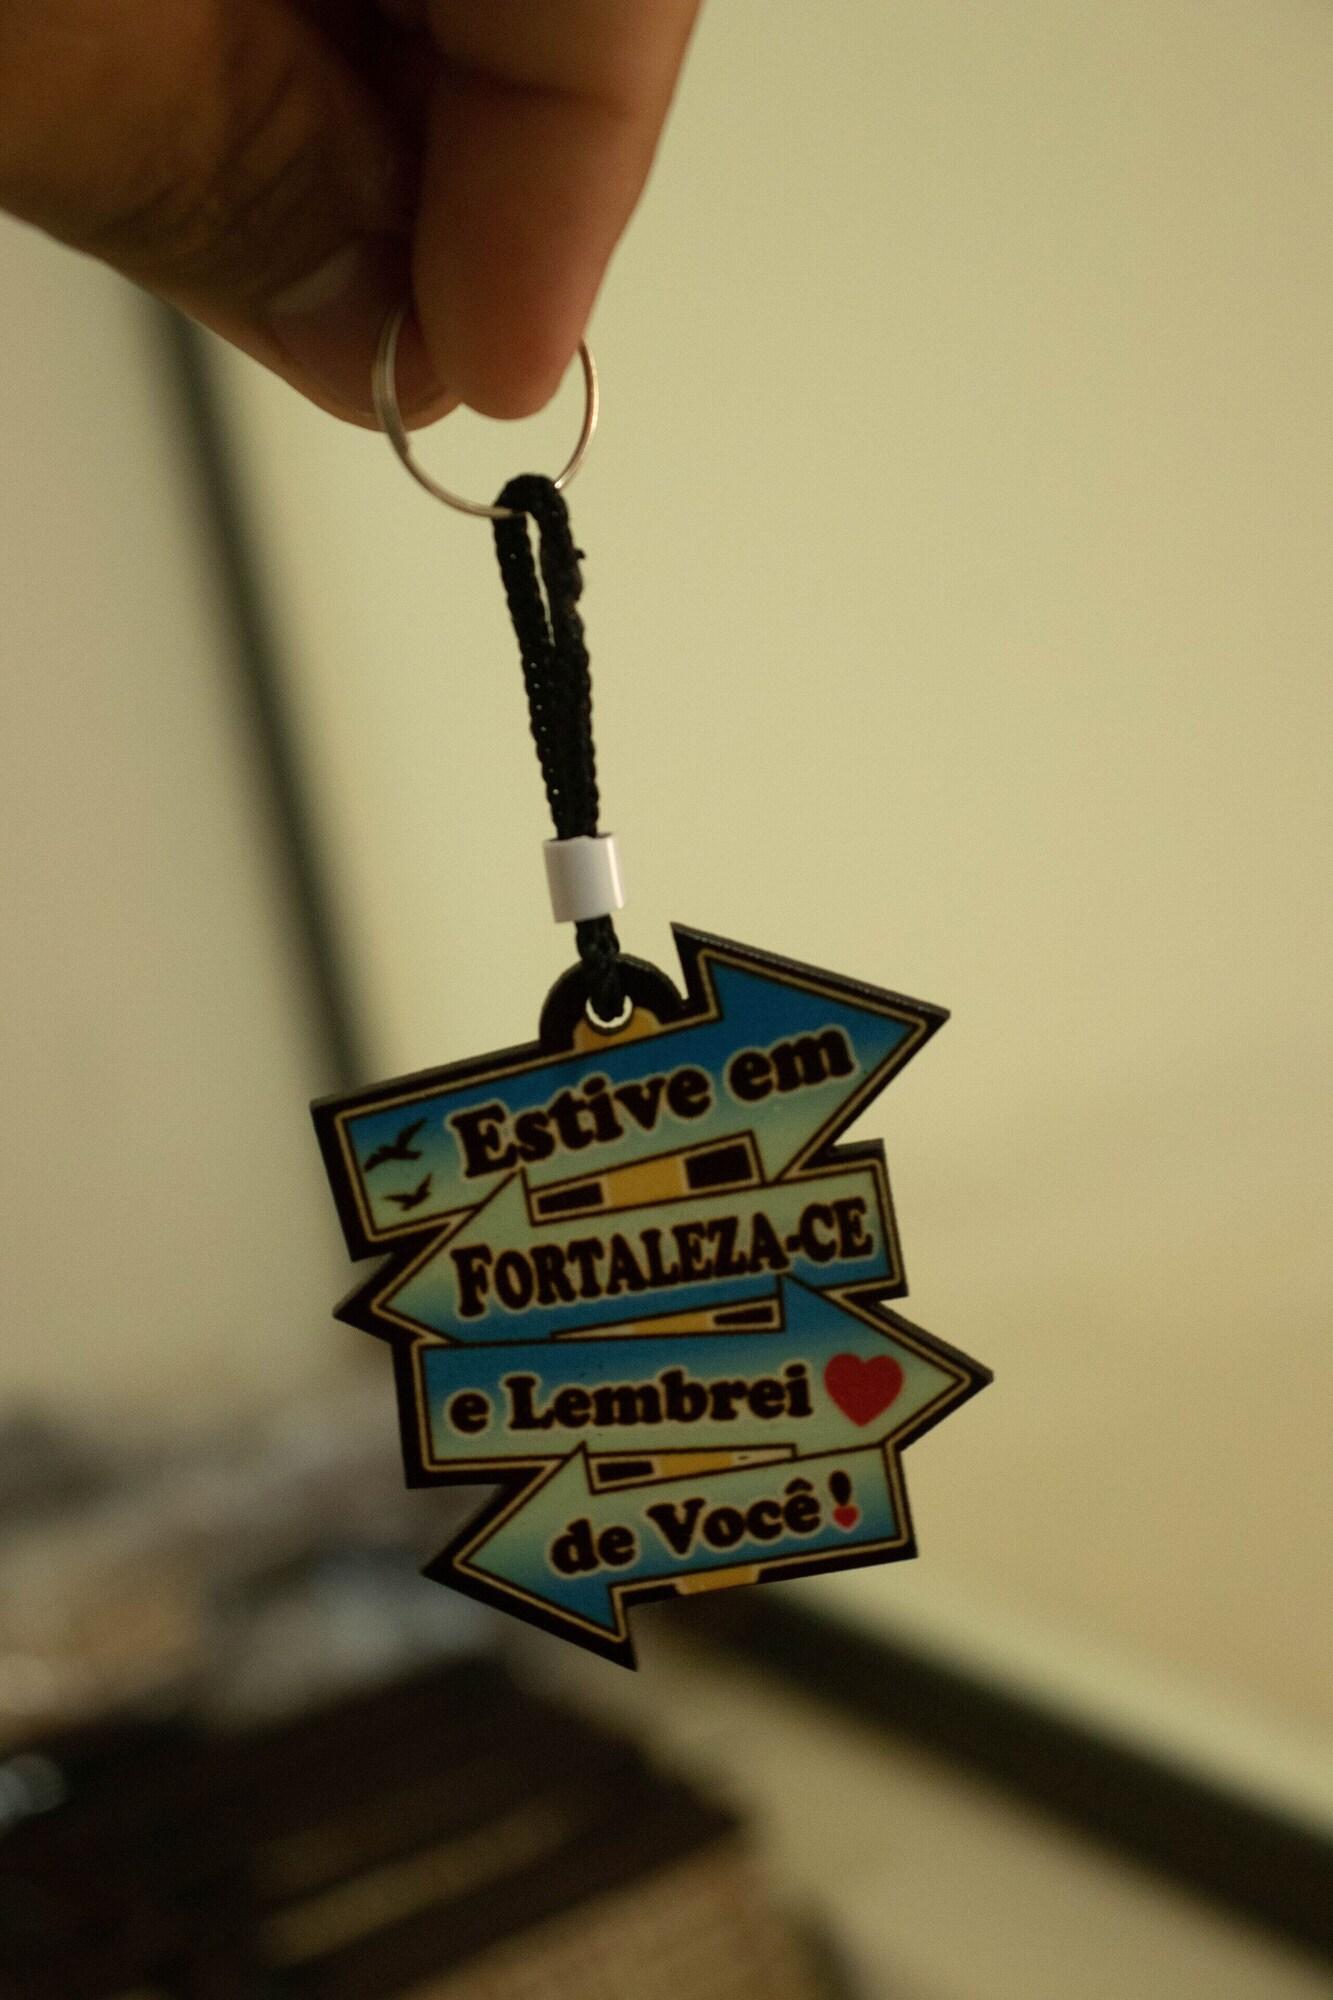 Estive em
FORTALEZA-CE
e Lembrei
de Você!